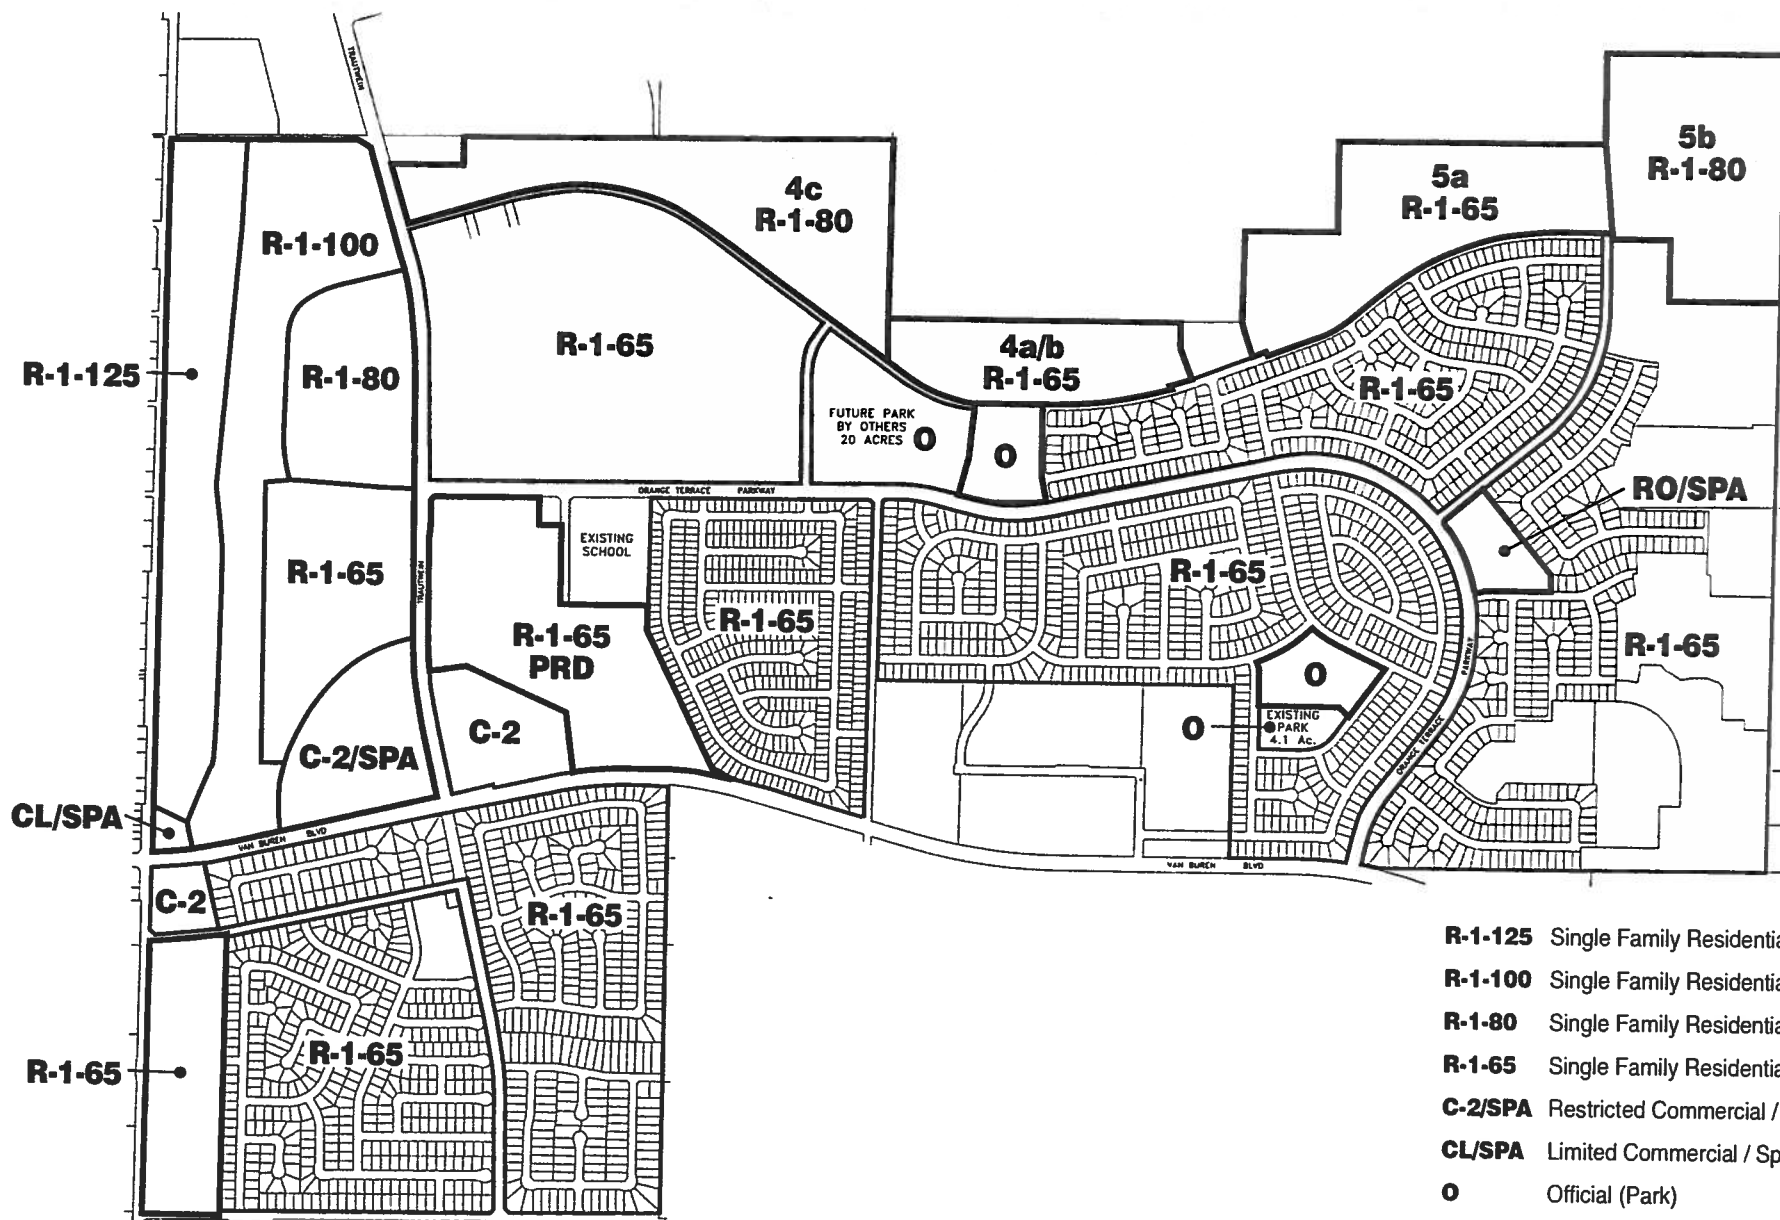 TRAUTWEIN
5b
R-1-80
4c
R-1-80
5a
R-1-65
R-1-100
R-1-65
4a/b
R-1-65
R-1-125
R-1-80
R-1-65
FUTURE PARK
BY OTHERS
20 ACRES
O
O
RO/SPA
ORANGE TERRACE PARKWAY
EXISTING
SCHOOL
R-1-65
TRAUTWEIN
R-1-65
R-1-65
R-1-65
PRD
R-1-65
PARKWAY
O
C-2
O
EXISTING
PARK
4.1 Ac.
ORANGE TERRACE
C-2/SPA
CL/SPA
VAN BUREN BLVD
VAN BUREN BLVD
C-2
R-1-65
R-1-65
R-1-65
R-1-125 Single Family Residentia
R-1-100 Single Family Residentia
R-1-80 Single Family Residentia
R-1-65 Single Family Residentia
C-2/SPA Restricted Commercial /
CL/SPA Limited Commercial / Sp
O Official (Park)